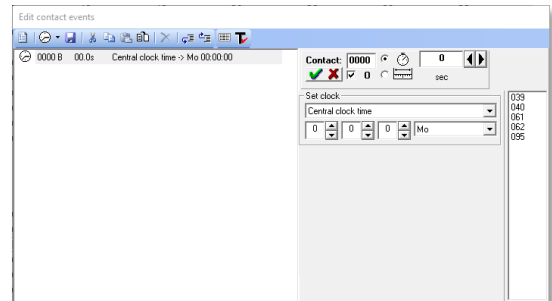 Edit contact events
0000 B 00.0s Central clock time -> Mo 00:00:00
Contact: 0000 0
0 sec
Set clock
Central clock time
0 0 0 Mo
039
040
061
062
095